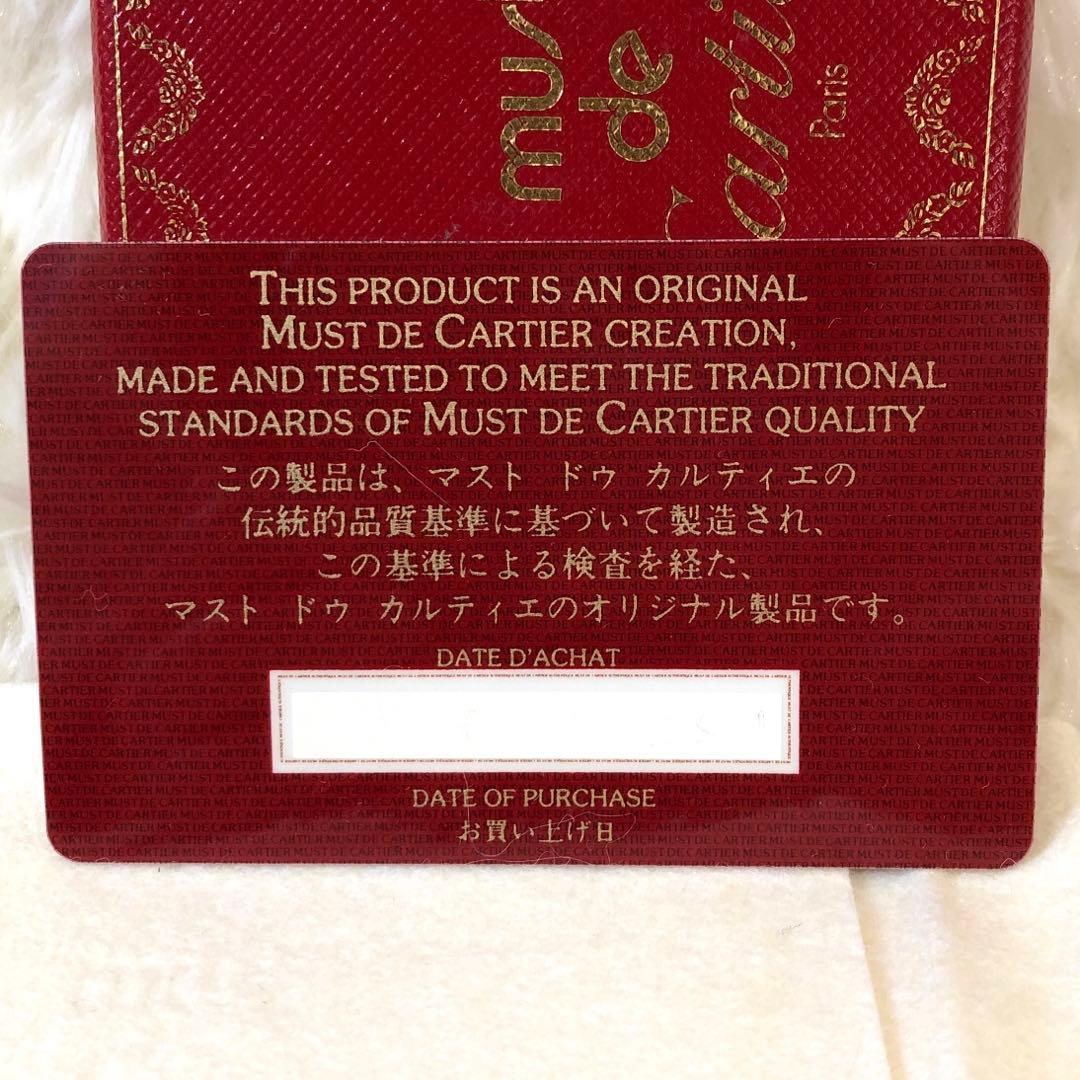 must
de
Cartier
Paris
THIS PRODUCT IS AN ORIGINAL
MUST DE CARTIER CREATION,
MADE AND TESTED TO MEET THE TRADITIONAL
STANDARDS OF MUST DE CARTIER QUALITY
この製品は、マスト ドゥ カルティエの
伝統的品質基準に基づいて製造され、
この基準による検査を経た、
マスト ドゥ カルティエのオリジナル製品です。
DATE D'ACHAT
DATE OF PURCHASE
お買い上げ日